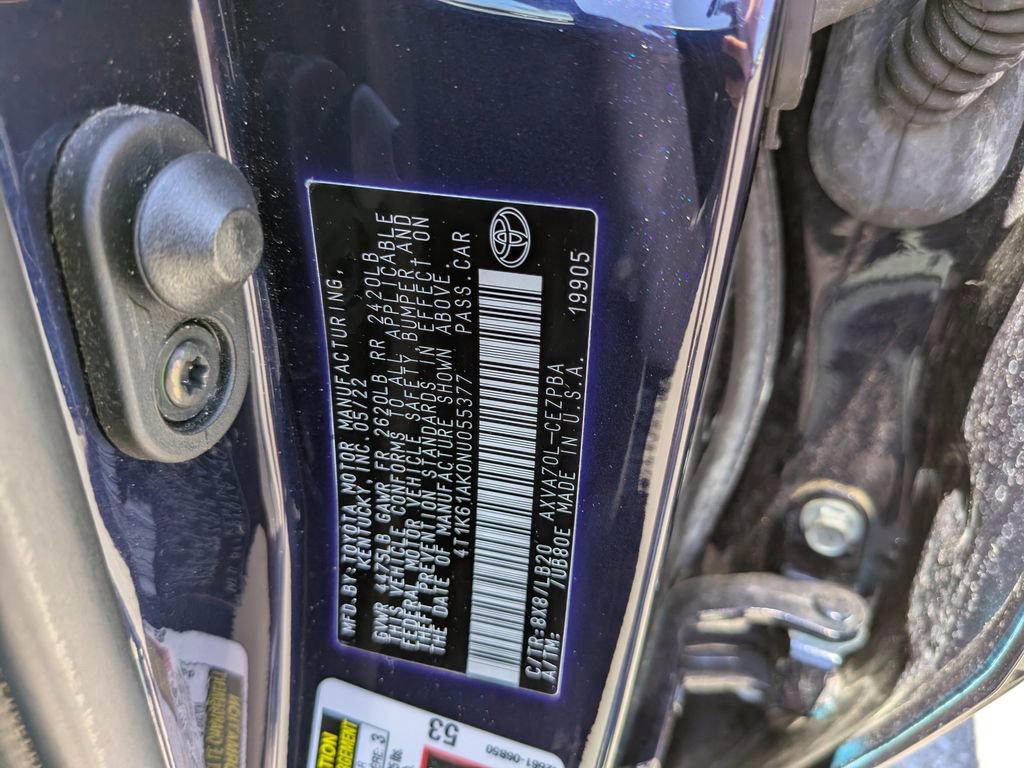 MFD.BY:TOYOTA MOTOR MANUFACTURING,
KENTUCKY, INC. 05/22
GVWR 4475LB GAWR FR 2620LB RR 2420LB
THIS VEHICLE CONFORMS TO ALL APPLICABLE
FEDERAL MOTOR VEHICLE SAFETY, BUMPER, AND
THEFT PREVENTION STANDARDS IN EFFECT ON
THE DATE OF MANUFACTURE SHOWN ABOVE.
4T1K61AK0NU055377 PASS.CAR
C/TR:8X8/LB20 AXVA70L-CEZPBA 19905
A/TM: /UB80E MADE IN U.S.A.
53